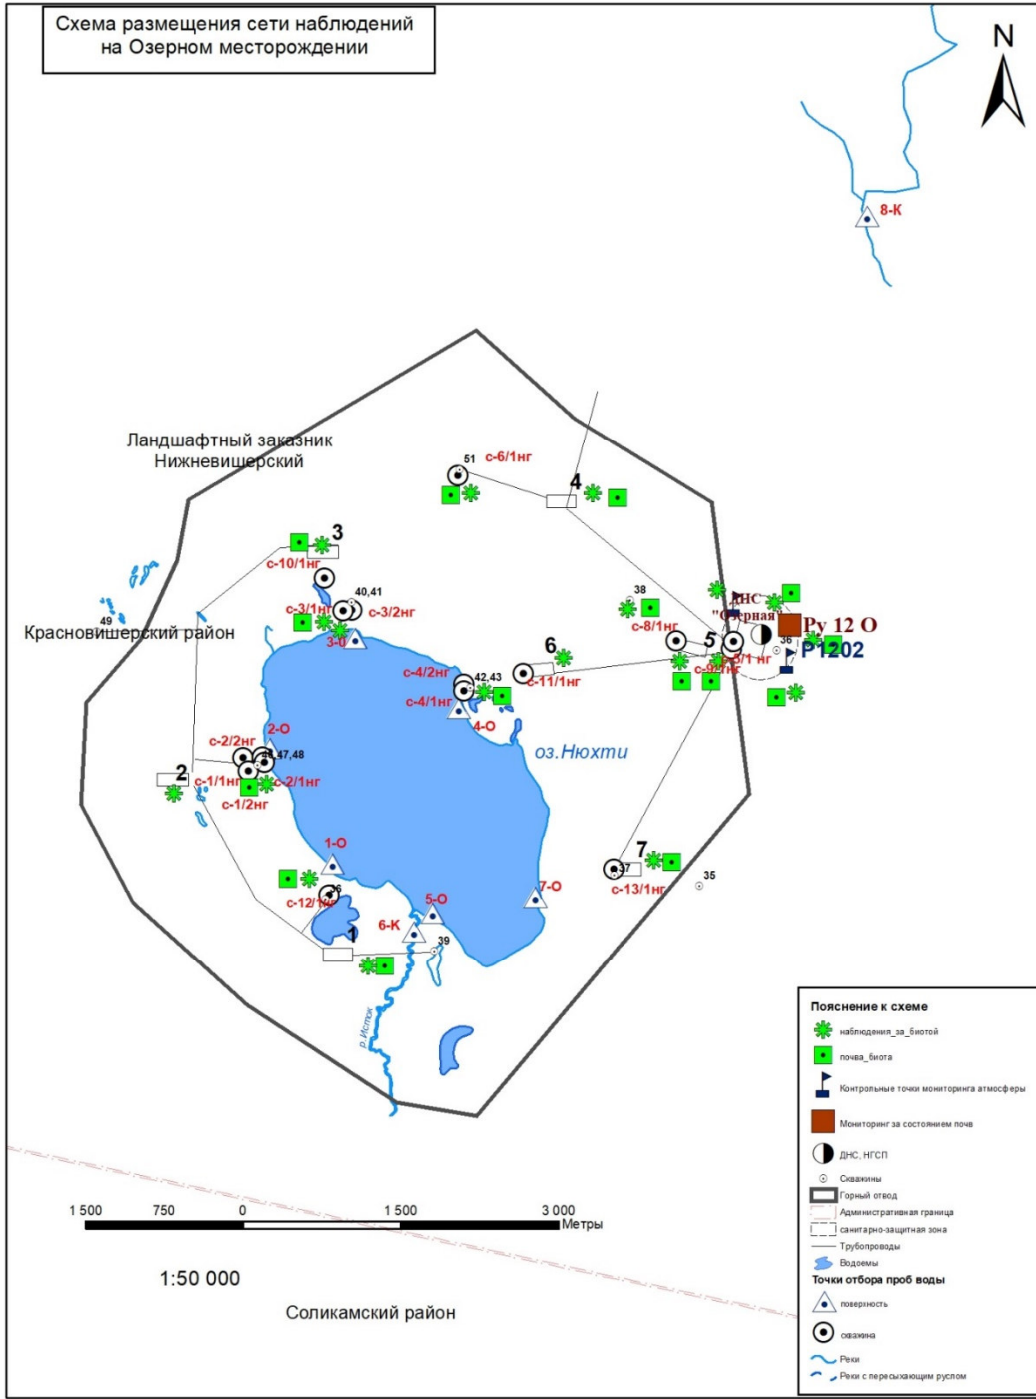 Схема размещения сети наблюдений
на Озерном месторождении
N
8-К
Ландшафтный заказник
Нижневишерский
51
с-6/1нг
4
3
с-10/1нг
40,41
с-3/1нг
с-3/2нг
3-О
38
49
Красновишерский район
ДНС
"Озерная"
Ру 12 О
с-8/1нг
5
36
Р1202
6
с-4/2нг
42,43
с-11/1нг
с-4/1нг
4-О
2-О
оз.Нюхти
с-2/2нг
47,48
2
с-1/1нг
с-2/1нг
с-1/2нг
1-О
7
37
35
с-13/1нг
7-О
5-О
6-К
1
39
р.Исток
Пояснение к схеме
наблюдения_за_биотой
почва_биота
Контрольные точки мониторинга атмосферы
Мониторинг за состоянием почв
ДНС, НГСП
Скважины
Горный отвод
Административная граница
санитарно-защитная зона
Трубопроводы
Водоемы
Точки отбора проб воды
поверхность
скважина
Реки
Реки с пересыхающим руслом
1 500 750 0 1 500 3 000
Метры
1:50 000
Соликамский район